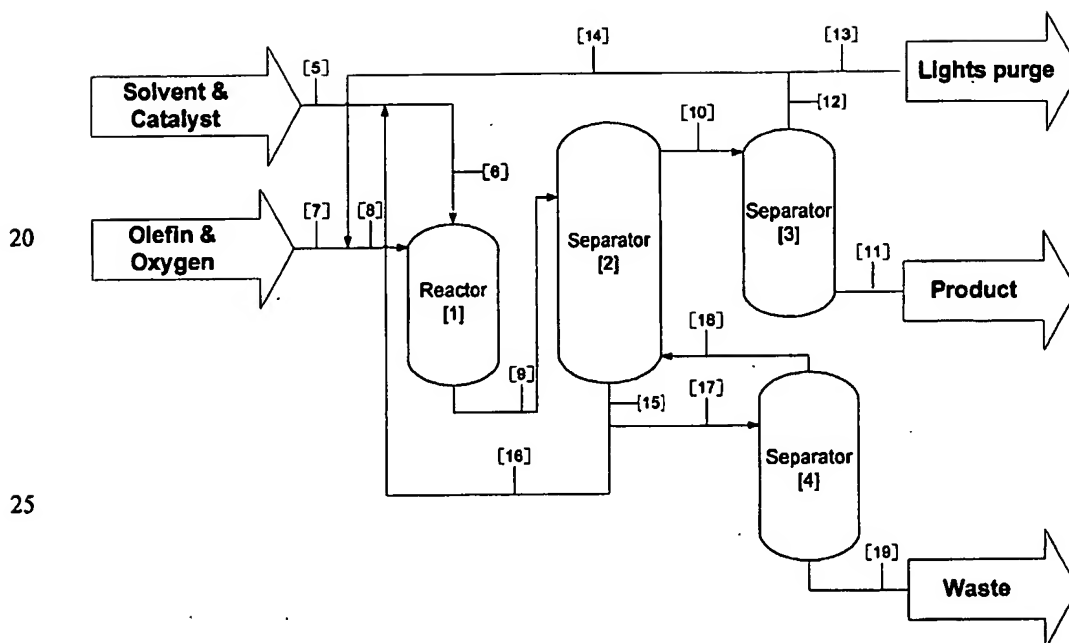 [14]
[13]
[5]
Solvent &
Catalyst
Lights purge
[12]
[10]
[6]
[7]
[8]
20
Olefin &
Oxygen
Separator
[2]
Separator
[3]
[11]
Reactor
[1]
Product
[18]
[9]
[15]
[17]
[16]
Separator
[4]
25
[19]
Waste